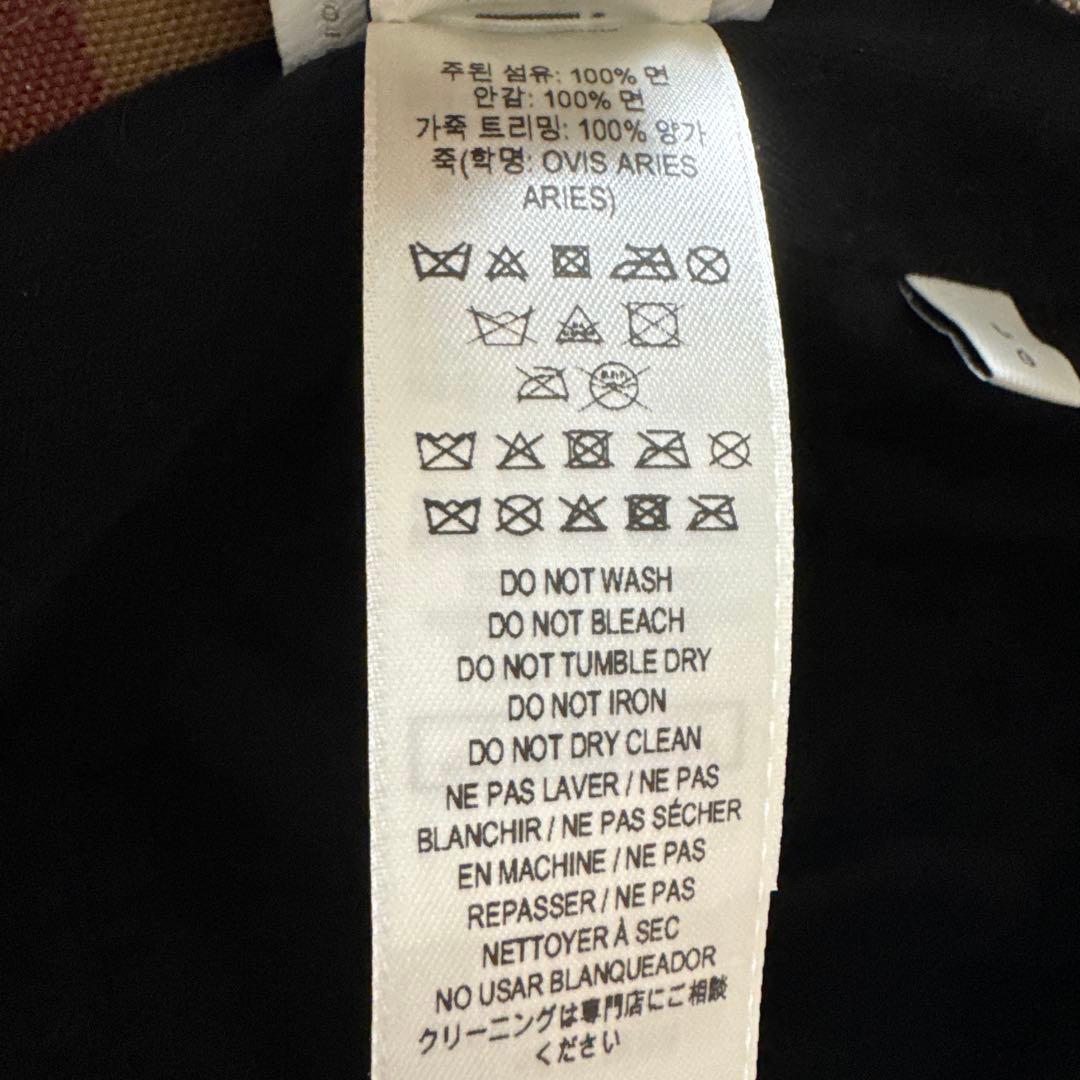 주된 섬유: 100% 면
안감: 100% 면
가죽 트리밍: 100% 양가
죽(학명: OVIS ARIES
ARIES)
DO NOT WASH
DO NOT BLEACH
DO NOT TUMBLE DRY
DO NOT IRON
DO NOT DRY CLEAN
NE PAS LAVER / NE PAS
BLANCHIR / NE PAS SÉCHER
EN MACHINE / NE PAS
REPASSER / NE PAS
NETTOYER À SEC
NO USAR BLANQUEADOR
クリーニングは専門店にご相談
ください